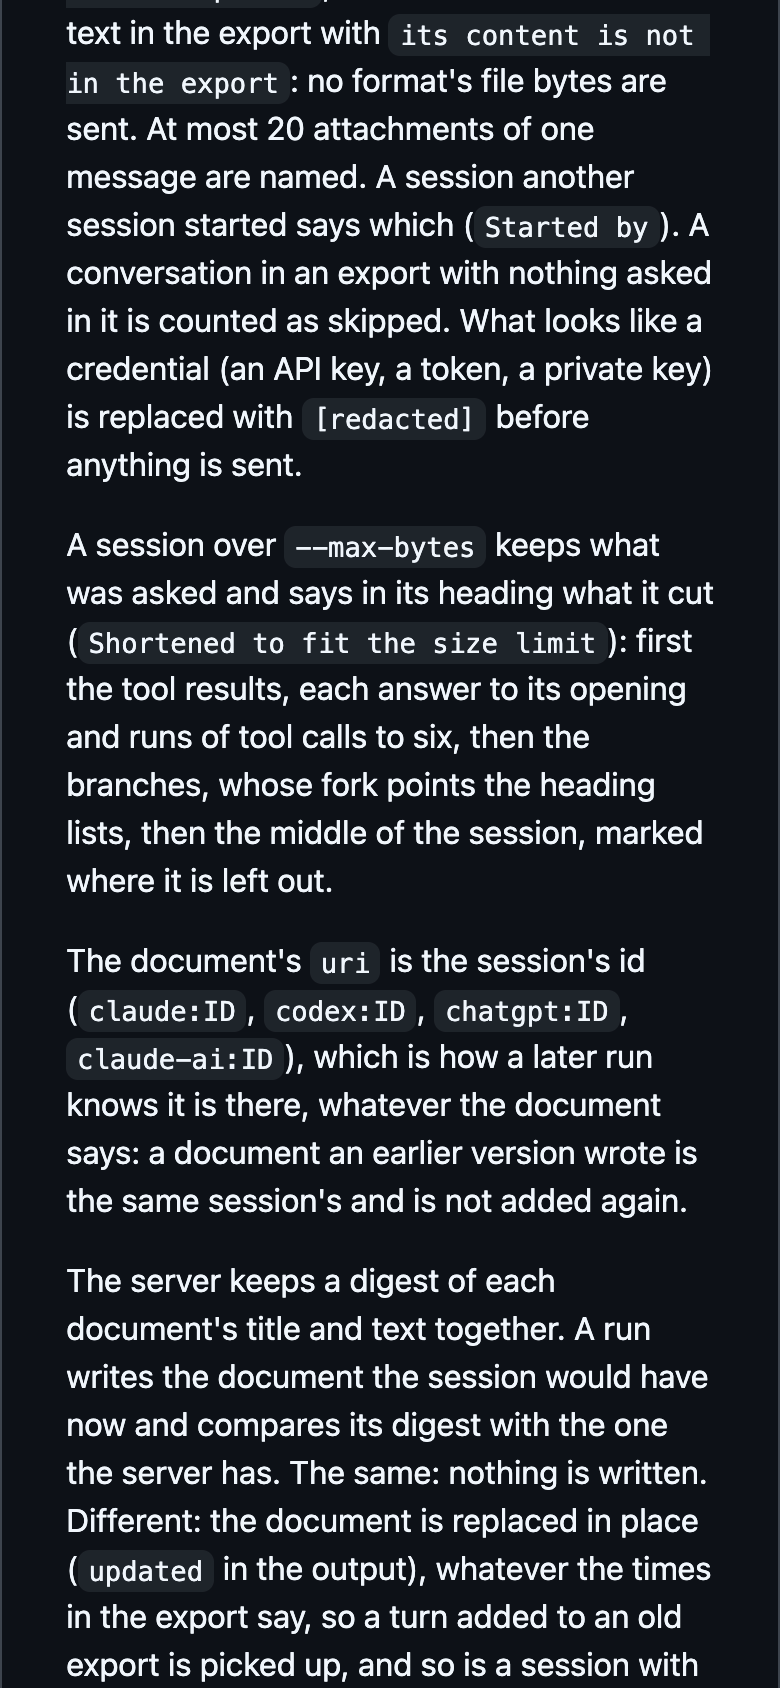 text in the export with its content is not
in the export: no format's file bytes are
sent. At most 20 attachments of one
message are named. A session another
session started says which (Started by). A
conversation in an export with nothing asked
in it is counted as skipped. What looks like a
credential (an API key, a token, a private key)
is replaced with [redacted] before
anything is sent.
A session over --max-bytes keeps what
was asked and says in its heading what it cut
(Shortened to fit the size limit): first
the tool results, each answer to its opening
and runs of tool calls to six, then the
branches, whose fork points the heading
lists, then the middle of the session, marked
where it is left out.
The document's uri is the session's id
(claude:ID, codex:ID, chatgpt:ID,
claude-ai:ID), which is how a later run
knows it is there, whatever the document
says: a document an earlier version wrote is
the same session's and is not added again.
The server keeps a digest of each
document's title and text together. A run
writes the document the session would have
now and compares its digest with the one
the server has. The same: nothing is written.
Different: the document is replaced in place
(updated in the output), whatever the times
in the export say, so a turn added to an old
export is picked up, and so is a session with